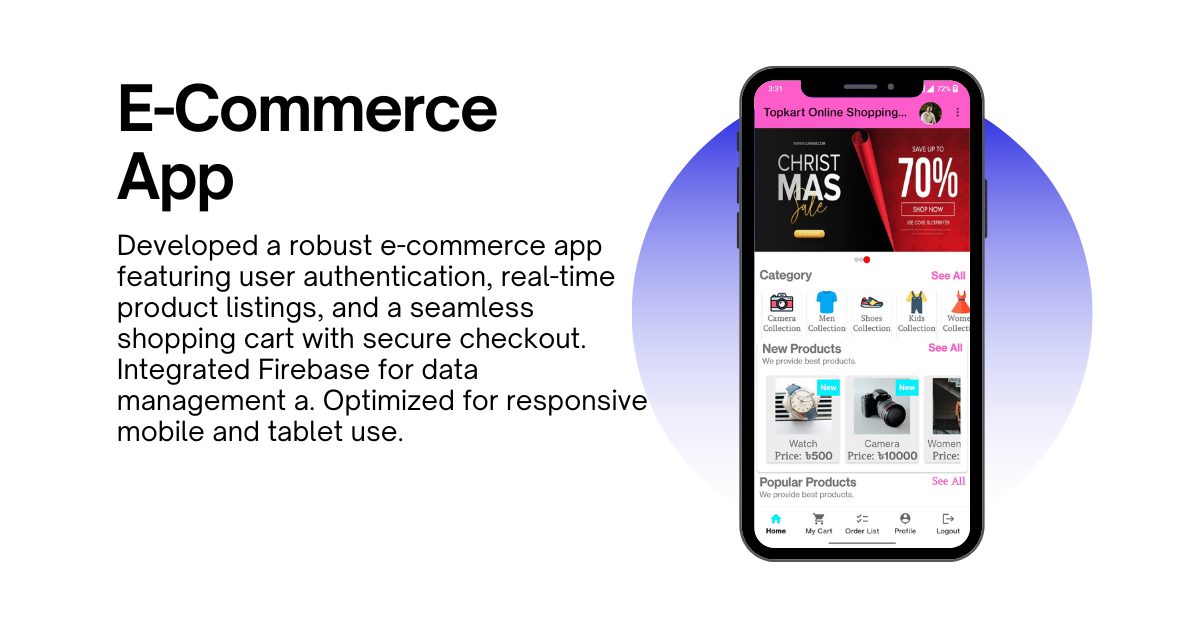 E-Commerce
App
Developed a robust e-commerce app
featuring user authentication, real-time
product listings, and a seamless
shopping cart with secure checkout.
Integrated Firebase for data
management a. Optimized for responsive
mobile and tablet use.
3:31 72%
Topkart Online Shopping...
CHRIST
MAS
Sale
SAVE UP TO
70%
SHOP NOW
Category See All
Camera Collection
Men Collection
Shoes Collection
Kids Collection
Wome Collecti
New Products See All
We provide best products.
New New
Watch Camera Women
Price: ৳500 Price: ৳10000 Price:
Popular Products See All
We provide best products.
Home My Cart Order List Profile Logout